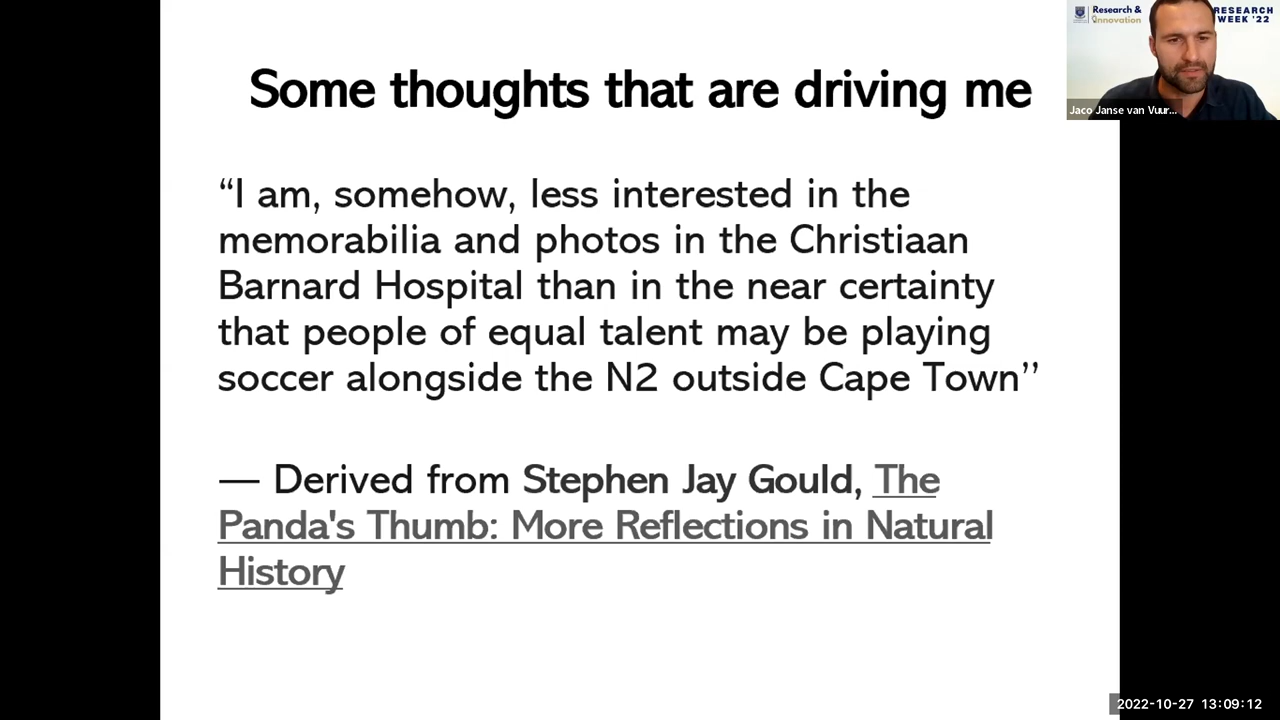 Some thoughts that are driving me
“I am, somehow, less interested in the
memorabilia and photos in the Christiaan
Barnard Hospital than in the near certainty
that people of equal talent may be playing
soccer alongside the N2 outside Cape Town’’
— Derived from Stephen Jay Gould, The
Panda's Thumb: More Reflections in Natural
History
Research &
Innovation
RESEARCH
WEEK '22
Jaco Janse van Vuur...
2022-10-27 13:09:12